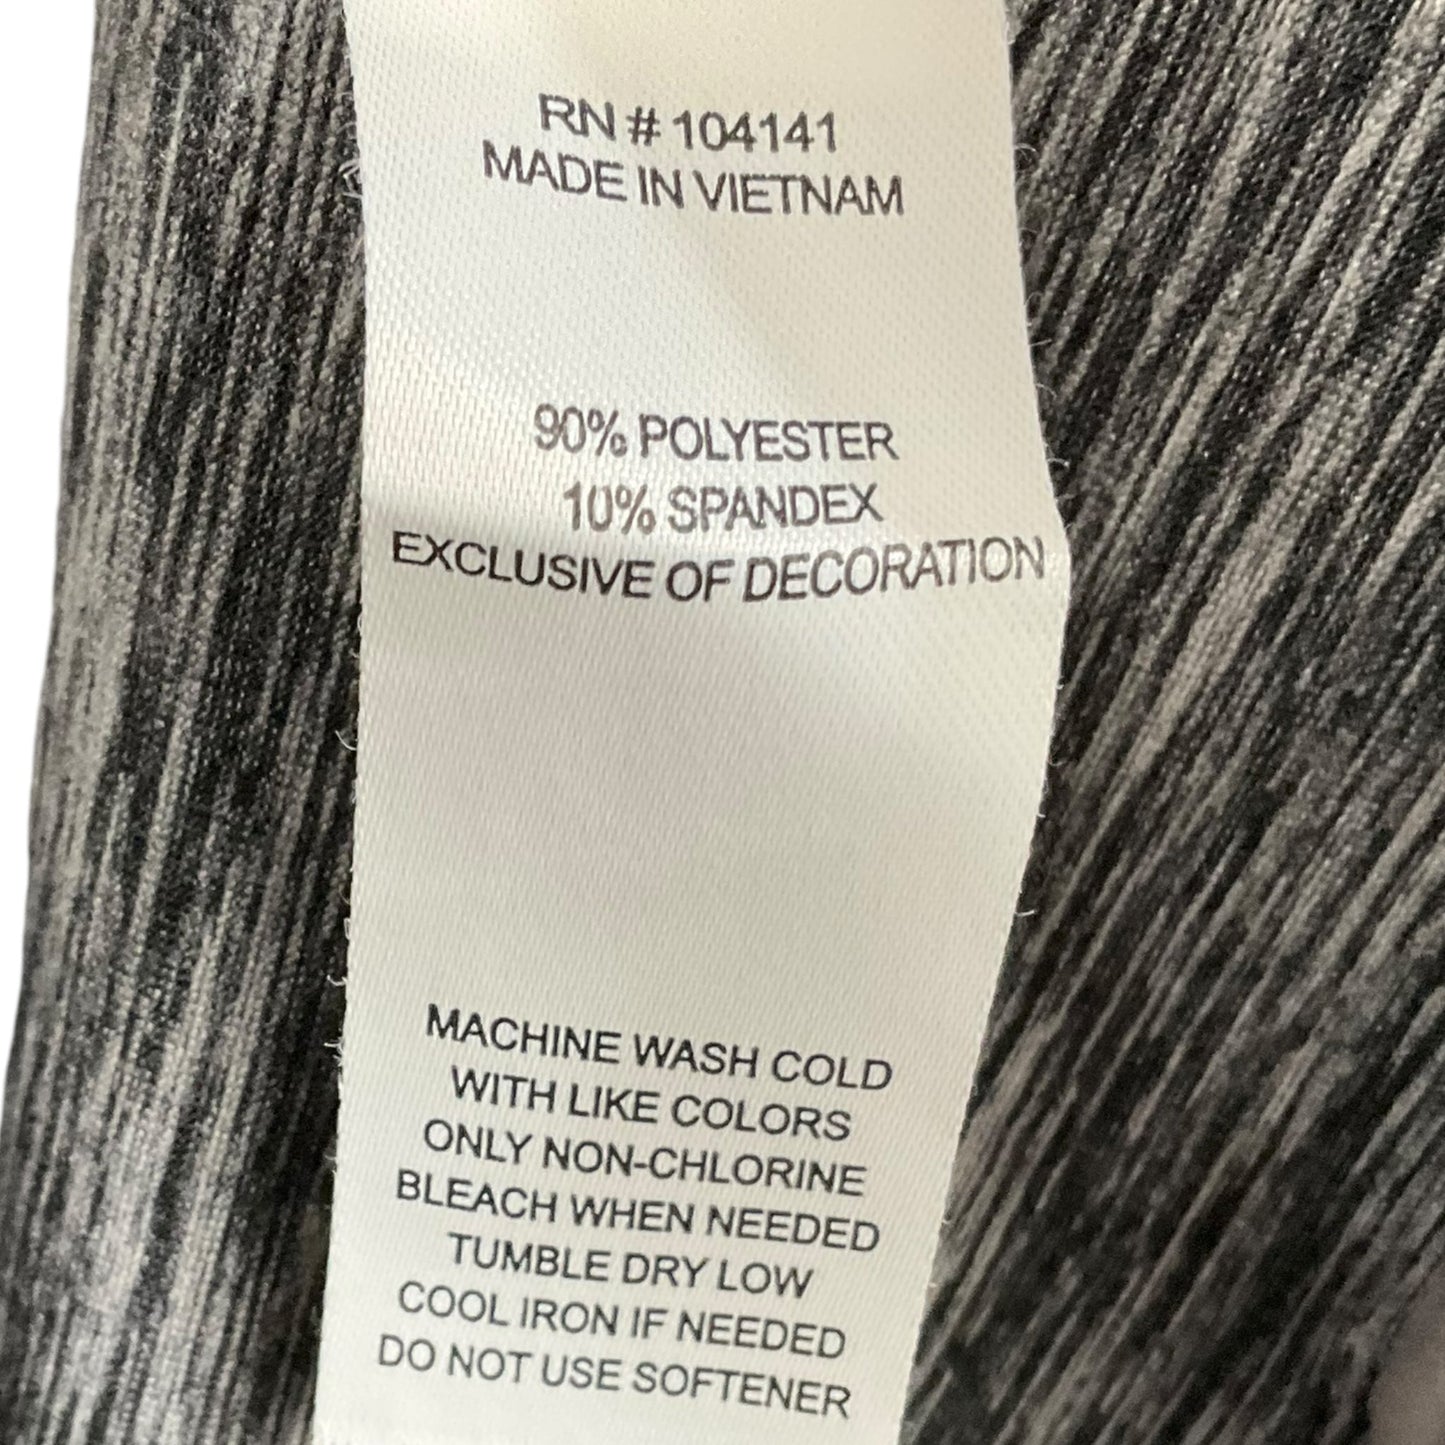 RN # 104141
MADE IN VIETNAM
90% POLYESTER
10% SPANDEX
EXCLUSIVE OF DECORATION
MACHINE WASH COLD
WITH LIKE COLORS
ONLY NON-CHLORINE
BLEACH WHEN NEEDED
TUMBLE DRY LOW
COOL IRON IF NEEDED
DO NOT USE SOFTENER